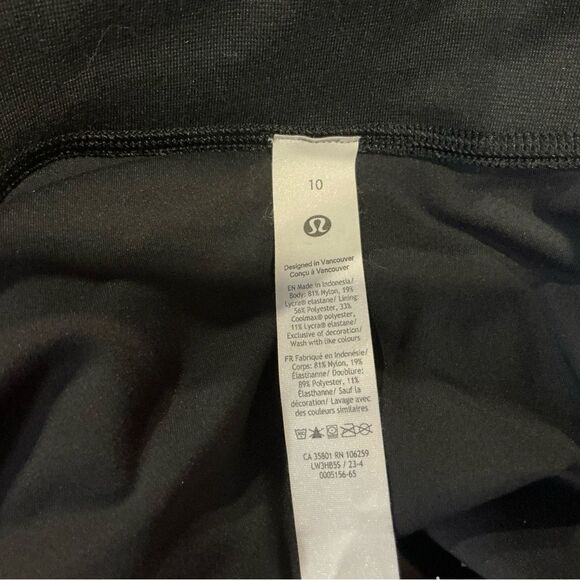 10
Designed in Vancouver
Conçu à Vancouver
EN Made in Indonesia/
Body: 81% Nylon, 19%
Lycra® elastane/ Lining:
56% Polyester, 33%
Coolmax® polyester,
11% Lycra® elastane/
Exclusive of decoration/
Wash with like colours
FR Fabriqué en Indonésie/
Corps: 81% Nylon, 19%
Élasthanne/ Doublure:
89% Polyester, 11%
Élasthanne/ Sauf la
décoration/ Lavage avec
des couleurs similaires
CA 35801 RN 106259
LW3HB5S / 23-4
0005156-65